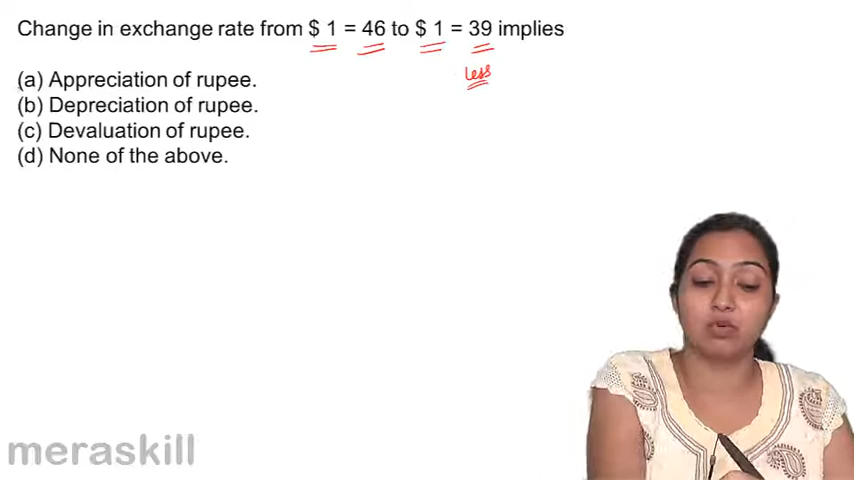 Change in exchange rate from $ 1 = 46 to $ 1 = 39 implies
less
(a) Appreciation of rupee.
(b) Depreciation of rupee.
(c) Devaluation of rupee.
(d) None of the above.
meraskill